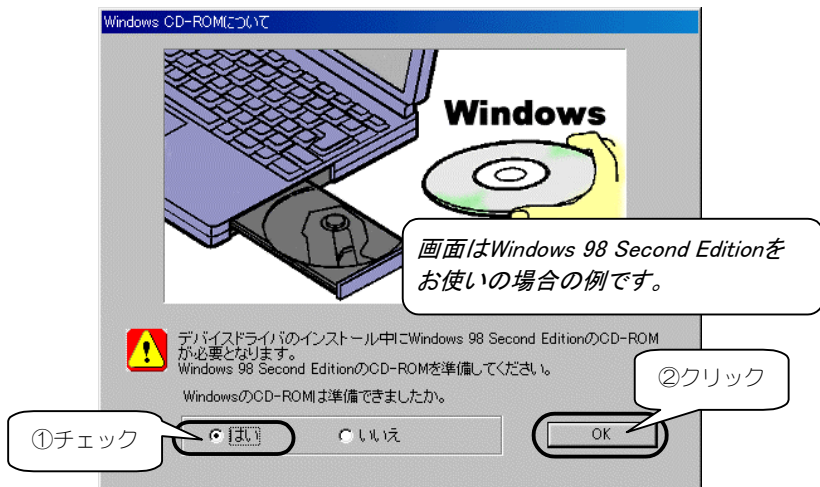 Windows CD-ROMについて
Windows
画面はWindows 98 Second Editionを
お使いの場合の例です。
デバイスドライバのインストール中にWindows 98 Second EditionのCD-ROM
が必要となります。
Windows 98 Second EditionのCD-ROMを準備してください。
WindowsのCD-ROMは準備できましたか。
②クリック
①チェック
はい
いいえ
OK